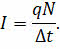 I = qN/Δt.